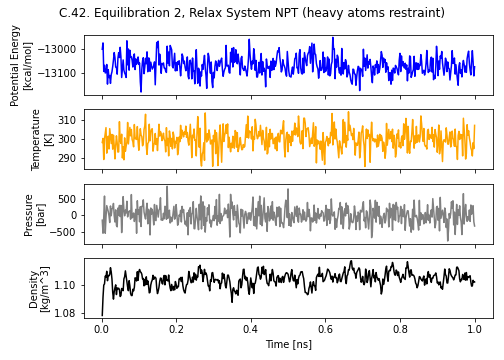 C.42. Equilibration 2, Relax System NPT (heavy atoms restraint)
Potential Energy
[kcal/mol]
−13000
−13100
Temperature
[K]
310
300
290
Pressure
[bar]
500
0
−500
Density
[kg/m^3]
1.10
1.08
0.0 0.2 0.4 0.6 0.8 1.0
Time [ns]